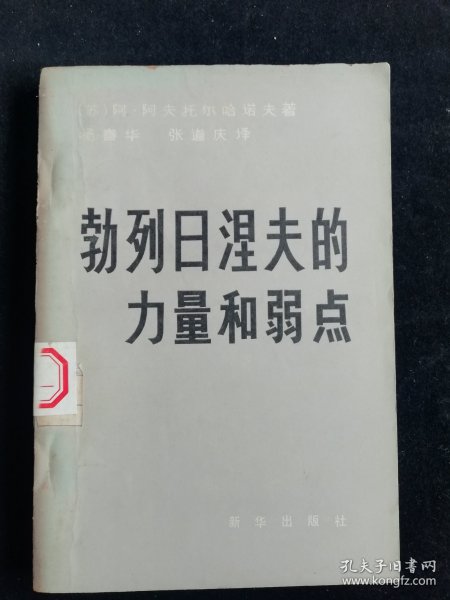 (苏)阿·阿夫托尔哈诺夫著
春华 张道庆译
勃列日涅夫的
力量和弱点
新华出版社
孔夫子旧书网
www.kongfz.com